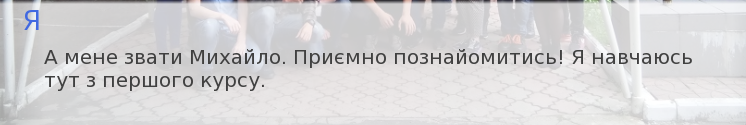 Я
А мене звати Михайло. Приємно познайомитись! Я навчаюсь
тут з першого курсу.